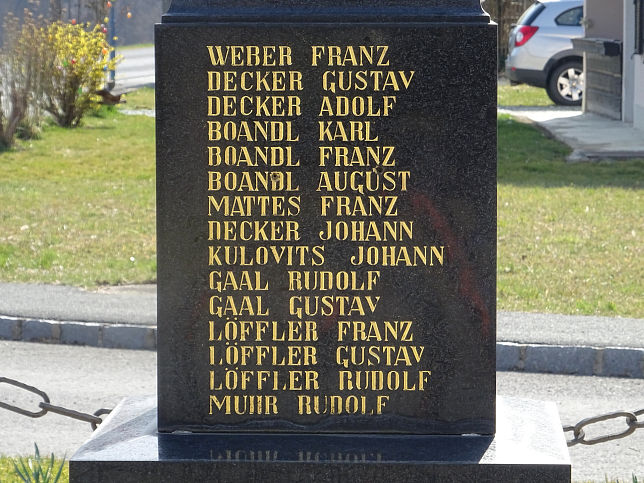 WEBER FRANZ
DECKER GUSTAV
DECKER ADOLF
BOANDL KARL
BOANDL FRANZ
BOANDL AUGUST
MATTES FRANZ
DECKER JOHANN
KULOVITS JOHANN
GAAL RUDOLF
GAAL GUSTAV
LÖFFLER FRANZ
LÖFFLER GUSTAV
LÖFFLER RUDOLF
MUHR RUDOLF